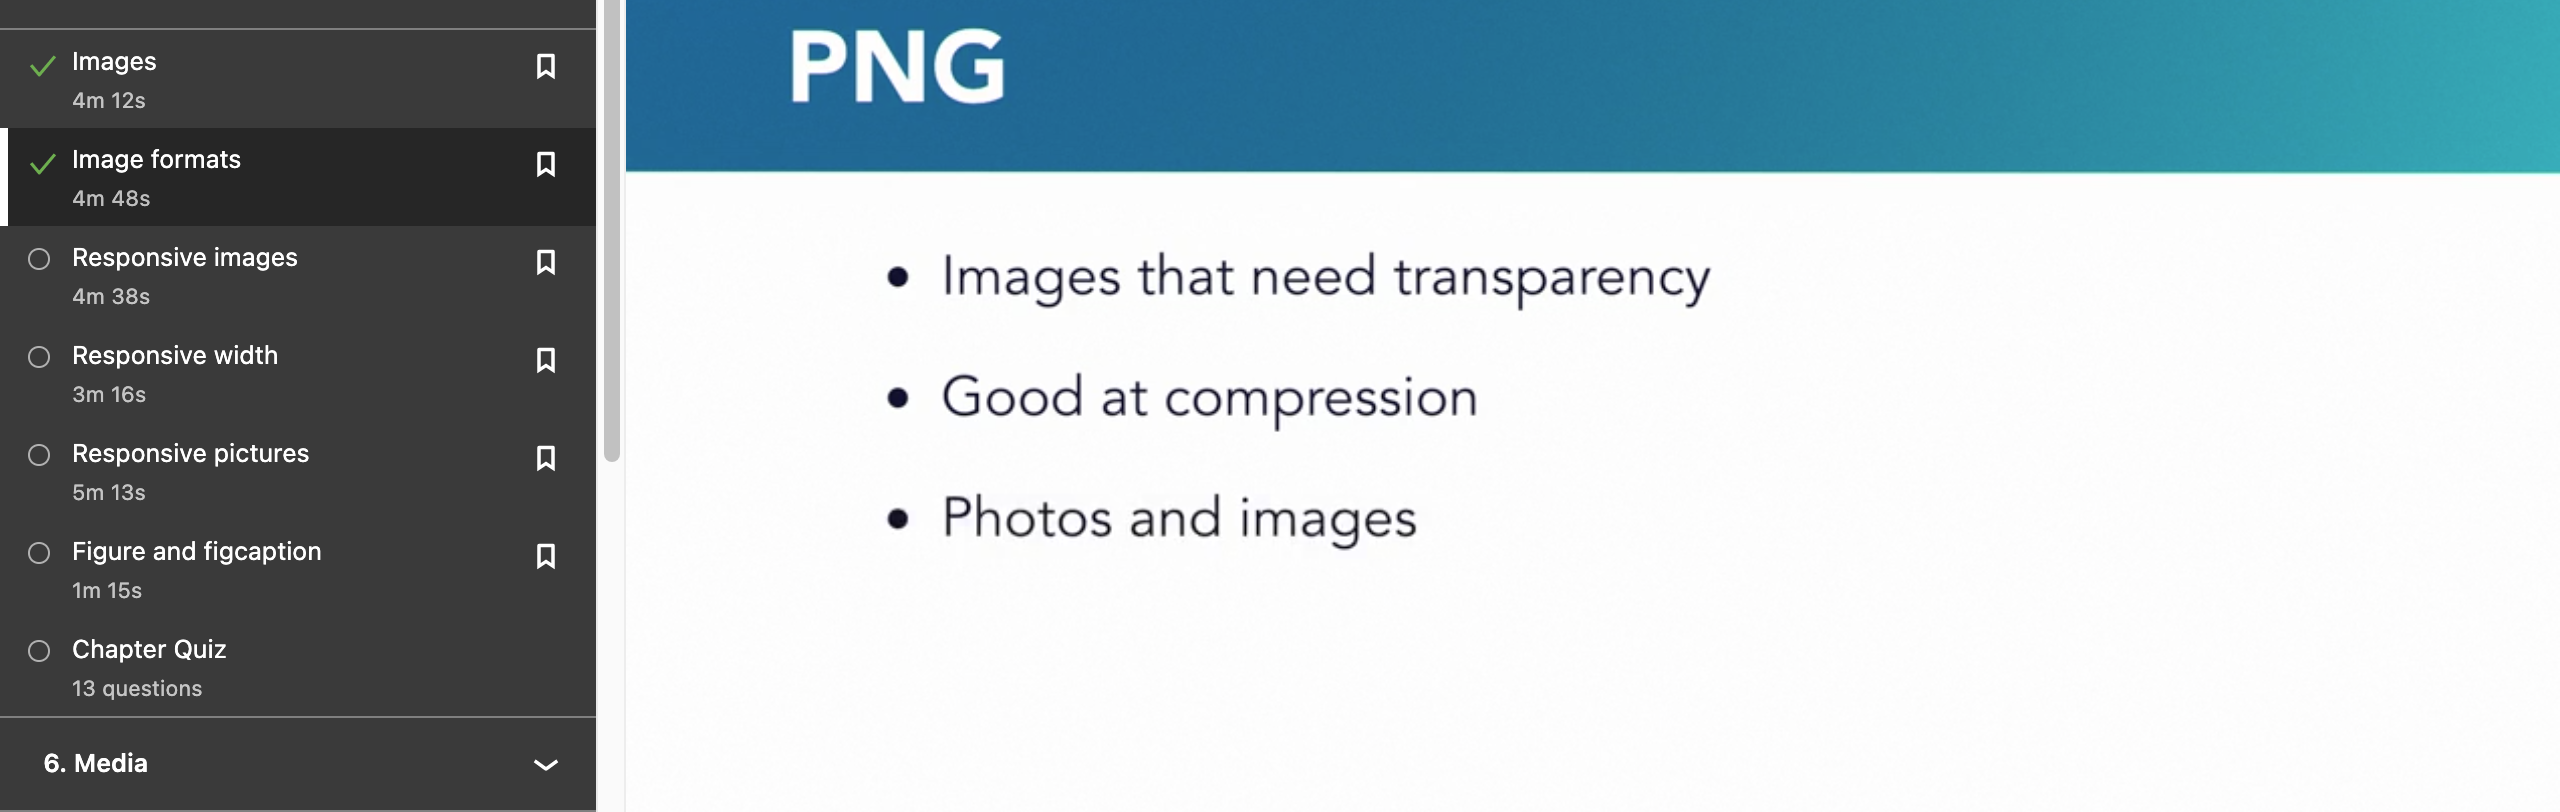 Images
4m 12s
Image formats
4m 48s
Responsive images
4m 38s
Responsive width
3m 16s
Responsive pictures
5m 13s
Figure and figcaption
1m 15s
Chapter Quiz
13 questions
6. Media
PNG
• Images that need transparency
• Good at compression
• Photos and images